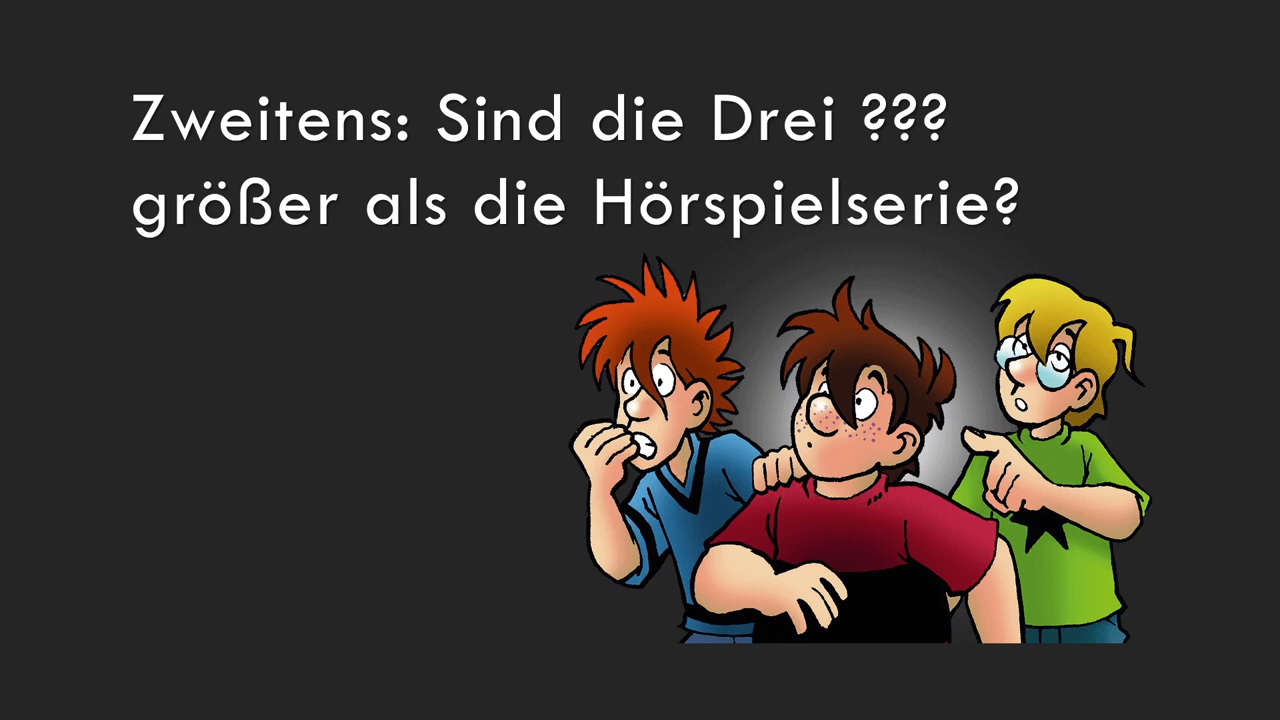 Zweitens: Sind die Drei ???
größer als die Hörspielserie?